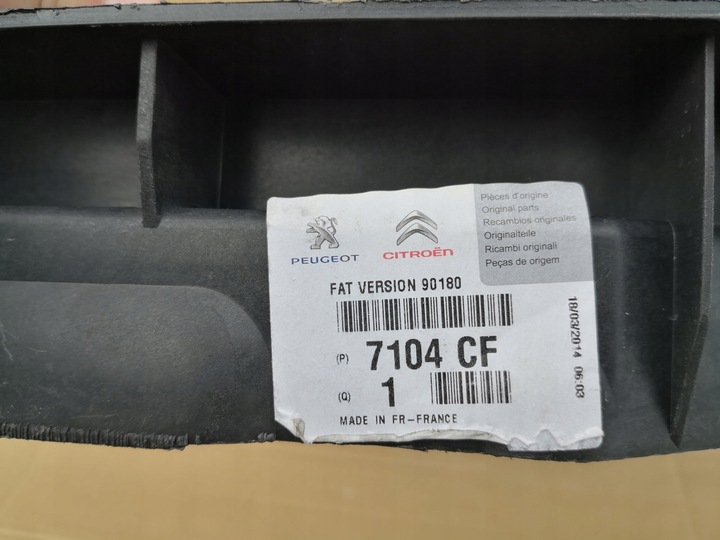 PEUGEOT
CITROËN
Pièces d'origine
Original parts
Recambios originales
Originalteile
Ricambi originali
Peças de origem
FAT VERSION 90180
(P) 7104 CF
(Q) 1
MADE IN FR-FRANCE
18/03/2014 06:03